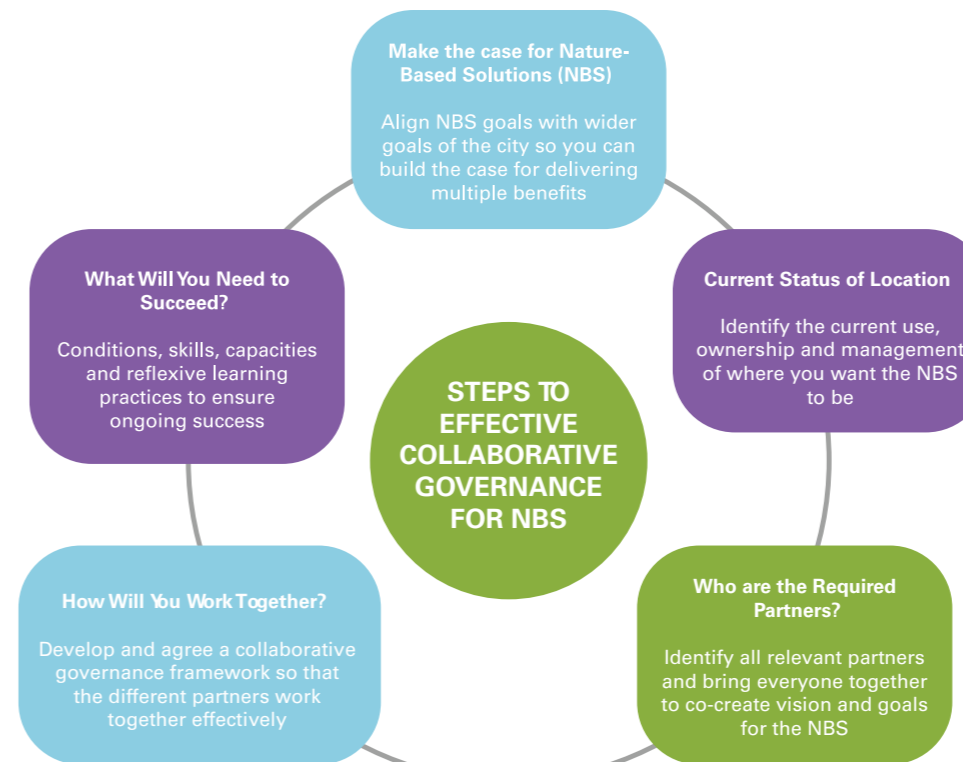 Make the case for Nature-
Based Solutions (NBS)
Align NBS goals with wider
goals of the city so you can
build the case for delivering
multiple benefits
Current Status of Location
Identify the current use,
ownership and management
of where you want the NBS
to be
Who are the Required
Partners?
Identify all relevant partners
and bring everyone together
to co-create vision and goals
for the NBS
How Will You Work Together?
Develop and agree a collaborative
governance framework so that
the different partners work
together effectively
What Will You Need to
Succeed?
Conditions, skills, capacities
and reflexive learning
practices to ensure
ongoing success
STEPS TO
EFFECTIVE
COLLABORATIVE
GOVERNANCE
FOR NBS